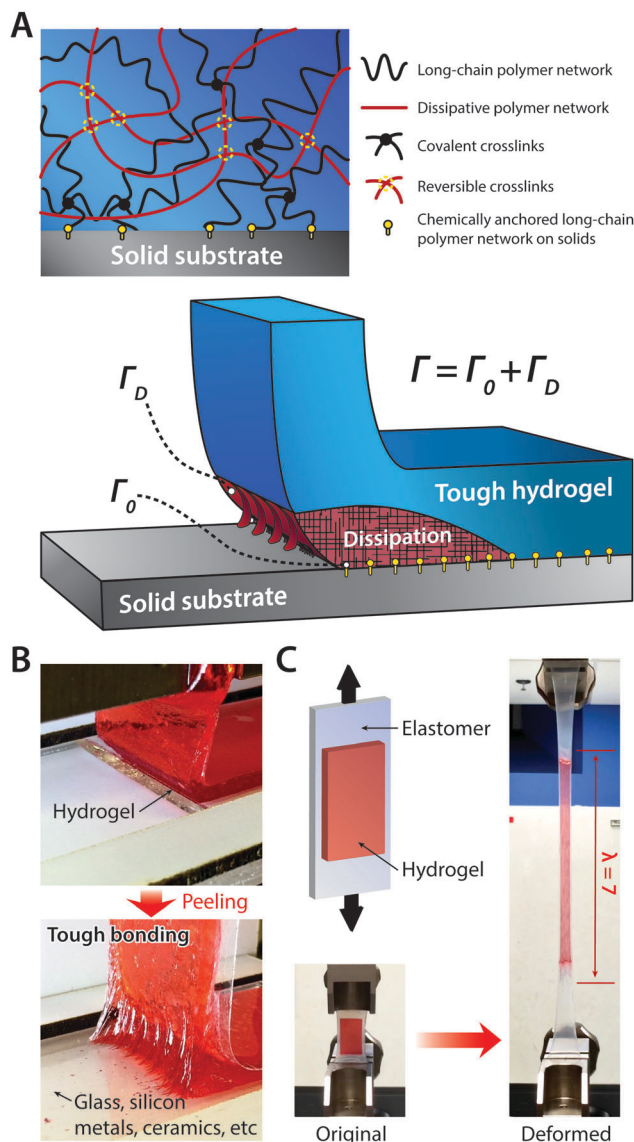 A
Long-chain polymer network
Dissipative polymer network
Covalent crosslinks
Reversible crosslinks
Chemically anchored long-chain
polymer network on solids
Solid substrate
Γ = Γ0 + ΓD
ΓD
Γ0
Tough hydrogel
Dissipation
Solid substrate
B
Hydrogel
Peeling
Tough bonding
Glass, silicon
metals, ceramics, etc
C
Elastomer
Hydrogel
λ = 7
Original
Deformed